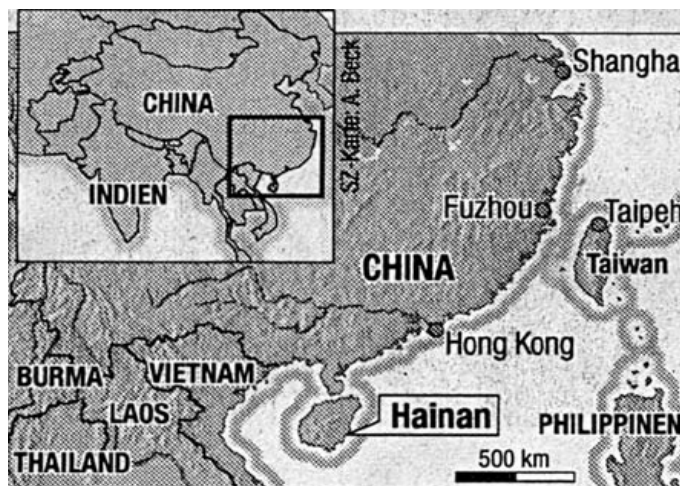 CHINA
INDIEN
SZ-Karte: A. Beck
Shangha
Fuzhou
Taipeh
CHINA
Taiwan
Hong Kong
BURMA
VIETNAM
LAOS
Hainan
PHILIPPINEN
THAILAND
500 km